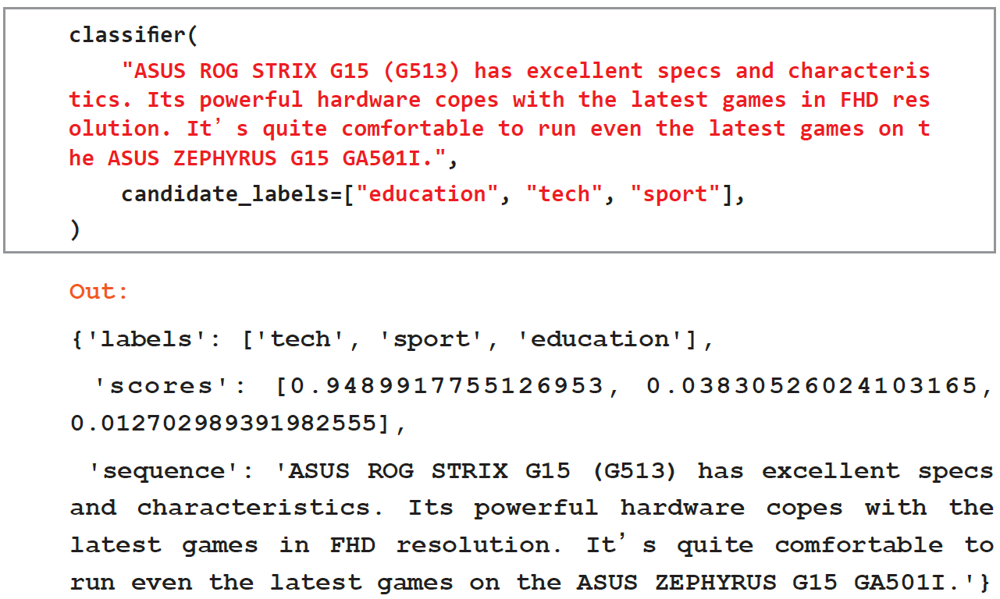 classifier(
"ASUS ROG STRIX G15 (G513) has excellent specs and characteris
tics. Its powerful hardware copes with the latest games in FHD res
olution. It’s quite comfortable to run even the latest games on t
he ASUS ZEPHYRUS G15 GA501I.",
candidate_labels=["education", "tech", "sport"],
)
Out:
{'labels': ['tech', 'sport', 'education'],
'scores': [0.9489917755126953, 0.03830526024103165,
0.012702989391982555],
'sequence': 'ASUS ROG STRIX G15 (G513) has excellent specs
and characteristics. Its powerful hardware copes with the
latest games in FHD resolution. It’s quite comfortable to
run even the latest games on the ASUS ZEPHYRUS G15 GA501I.'}